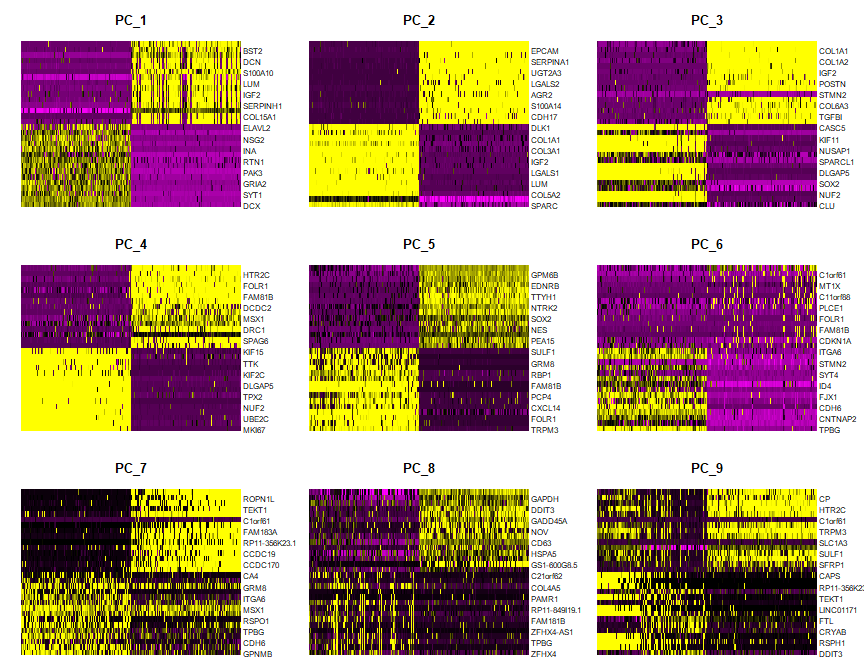 PC_1
BST2
DCN
S100A10
LUM
IGF2
SERPINH1
COL15A1
ELAVL2
NSG2
INA
RTN1
PAK3
GRIA2
SYT1
DCX
PC_2
EPCAM
SERPINA1
UGT2A3
LGALS2
AGR2
S100A14
CDH17
DLK1
COL1A1
COL3A1
IGF2
LGALS1
LUM
COL5A2
SPARC
PC_3
COL1A1
COL1A2
IGF2
POSTN
STMN2
COL6A3
TGFBI
CASC5
KIF11
NUSAP1
SPARCL1
DLGAP5
SOX2
NUF2
CLU
PC_4
HTR2C
FOLR1
FAM81B
DCDC2
MSX1
DRC1
SPAG6
KIF15
TTK
KIF2C
DLGAP5
TPX2
NUF2
UBE2C
MKI67
PC_5
GPM6B
EDNRB
TTYH1
NTRK2
SOX2
NES
PEA15
SULF1
GRM8
RBP1
FAM81B
PCP4
CXCL14
FOLR1
TRPM3
PC_6
C1orf61
MT1X
C11orf88
PLCE1
FOLR1
FAM81B
CDKN1A
ITGA6
STMN2
SYT4
ID4
FJX1
CDH6
CNTNAP2
TPBG
PC_7
ROPN1L
TEKT1
C1orf61
FAM183A
RP11-356K23.1
CCDC19
CCDC170
CA4
GRM8
ITGA6
MSX1
RSPO1
TPBG
CDH6
GPNMB
PC_8
GAPDH
DDIT3
GADD45A
NOV
CD63
HSPA5
GS1-600G8.5
C21orf62
COL4A5
PAMR1
RP11-849I19.1
FAM181B
ZFHX4-AS1
TPBG
ZFHX4
PC_9
CP
HTR2C
C1orf61
TRPM3
SLC1A3
SULF1
SFRP1
CAPS
RP11-356K23
TEKT1
LINC01171
FTL
CRYAB
RSPH1
DDIT3